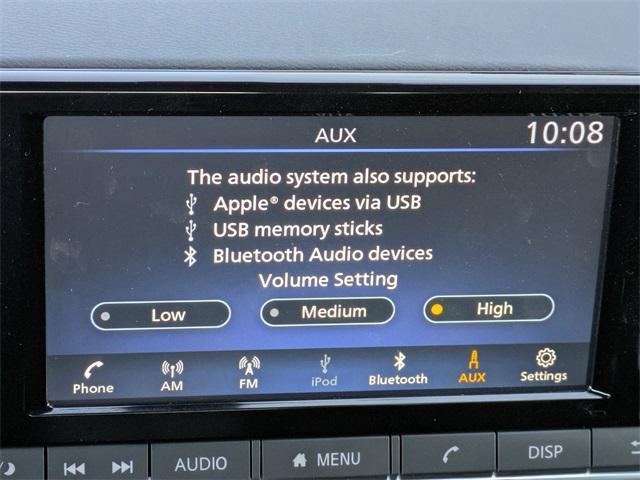 AUX 10:08
The audio system also supports:
Apple® devices via USB
USB memory sticks
Bluetooth Audio devices
Volume Setting
Low Medium High
Phone AM FM iPod Bluetooth AUX Settings
AUDIO MENU DISP